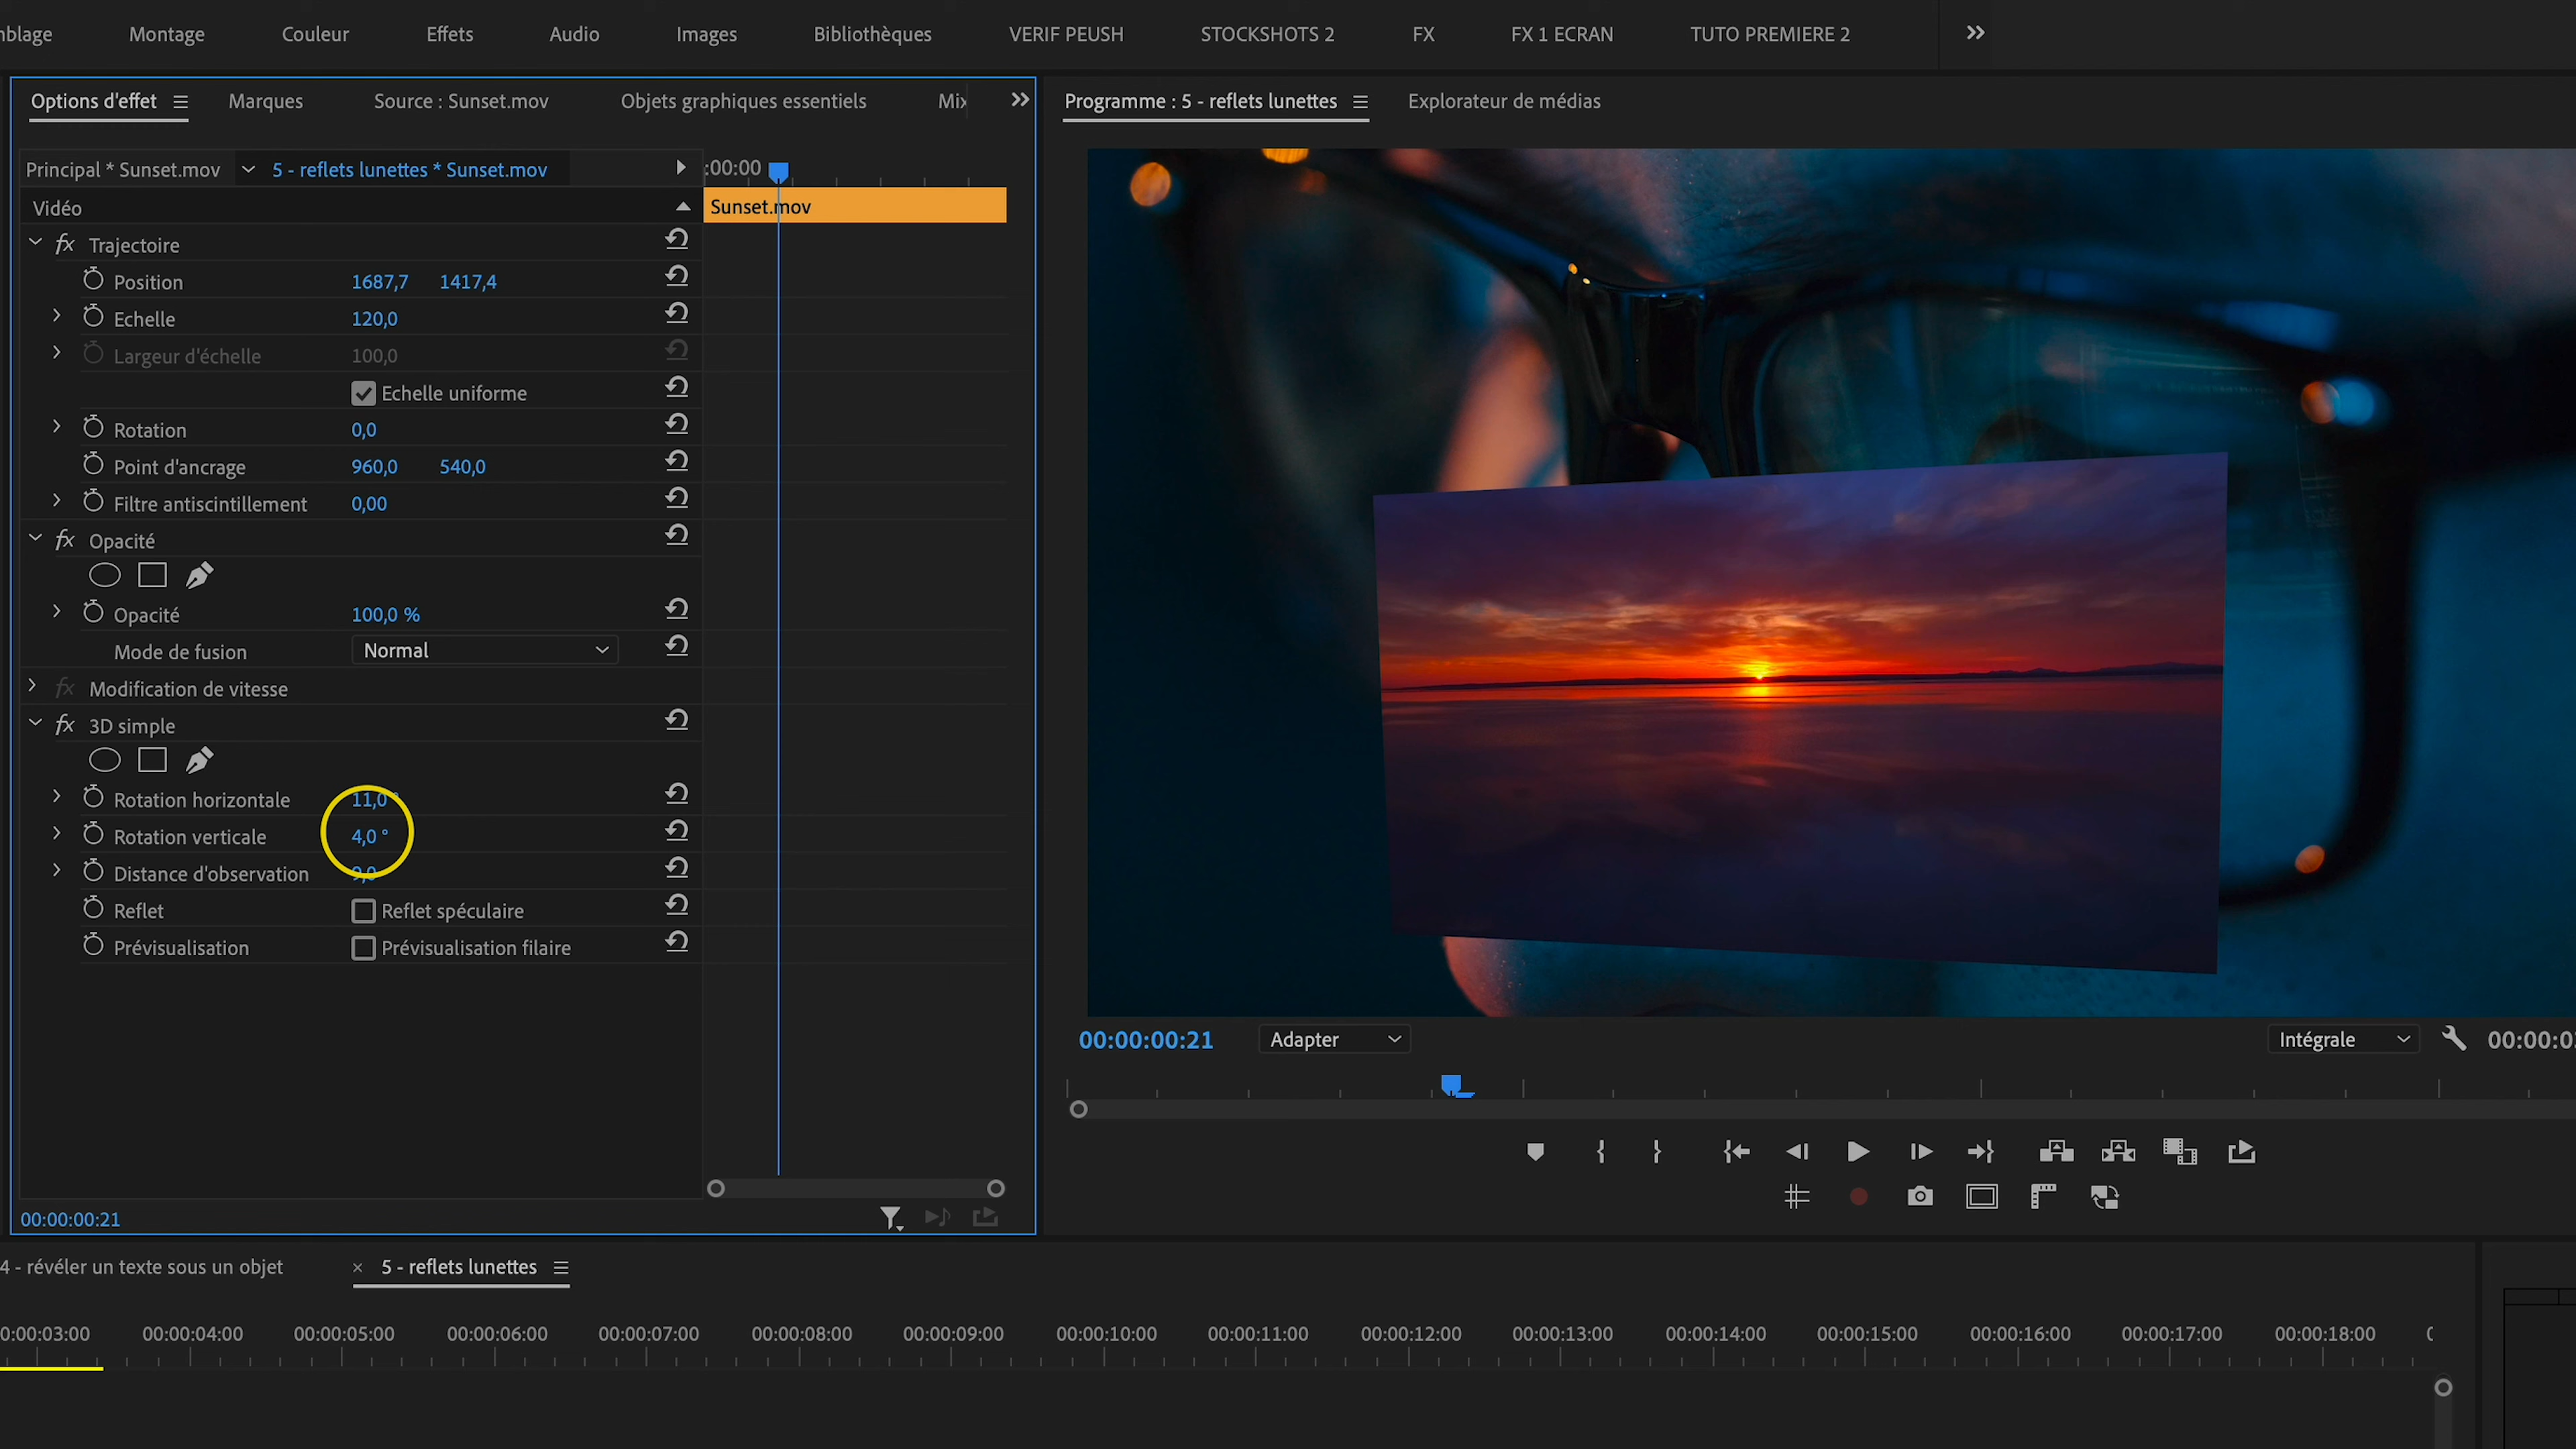 Montage Couleur Effets Audio Images Bibliothèques VERIF PEUSH STOCKSHOTS 2 FX FX 1 ECRAN TUTO PREMIERE 2
Options d'effet Marques Source : Sunset.mov Objets graphiques essentiels Mix
Programme : 5 - reflets lunettes Explorateur de médias
Principal * Sunset.mov 5 - reflets lunettes * Sunset.mov :00:00
Vidéo Sunset.mov
fx Trajectoire
Position 1687,7 1417,4
Echelle 120,0
Largeur d'échelle 100,0
Echelle uniforme
Rotation 0,0
Point d'ancrage 960,0 540,0
Filtre antiscintillement 0,00
fx Opacité
Opacité 100,0 %
Mode de fusion Normal
fx Modification de vitesse
fx 3D simple
Rotation horizontale 11,0 °
Rotation verticale 4,0 °
Distance d'observation 9,0
Reflet Reflet spéculaire
Prévisualisation Prévisualisation filaire
00:00:00:21
00:00:00:21 Adapter Intégrale 00:00:0
4 - révéler un texte sous un objet × 5 - reflets lunettes
0:00:03:00 00:00:04:00 00:00:05:00 00:00:06:00 00:00:07:00 00:00:08:00 00:00:09:00 00:00:10:00 00:00:11:00 00:00:12:00 00:00:13:00 00:00:14:00 00:00:15:00 00:00:16:00 00:00:17:00 00:00:18:00